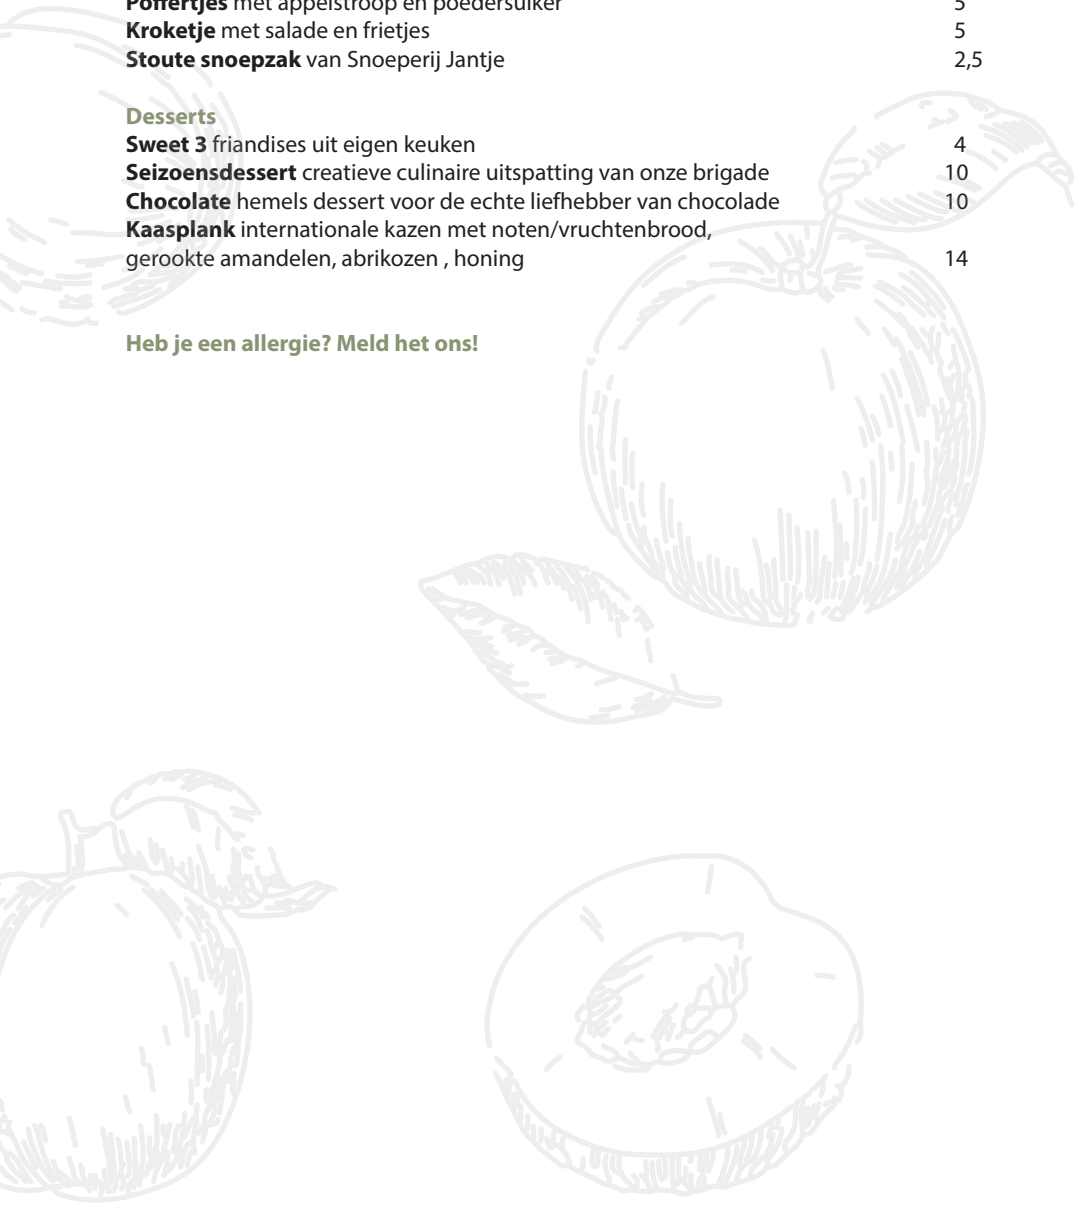 Poffertjes met appelstroop en poedersuiker 5
Kroketje met salade en frietjes 5
Stoute snoepzak van Snoeperij Jantje 2,5
Desserts
Sweet 3 friandises uit eigen keuken 4
Seizoensdessert creatieve culinaire uitspatting van onze brigade 10
Chocolate hemels dessert voor de echte liefhebber van chocolade 10
Kaasplank internationale kazen met noten/vruchtenbrood,
gerookte amandelen, abrikozen , honing 14
Heb je een allergie? Meld het ons!